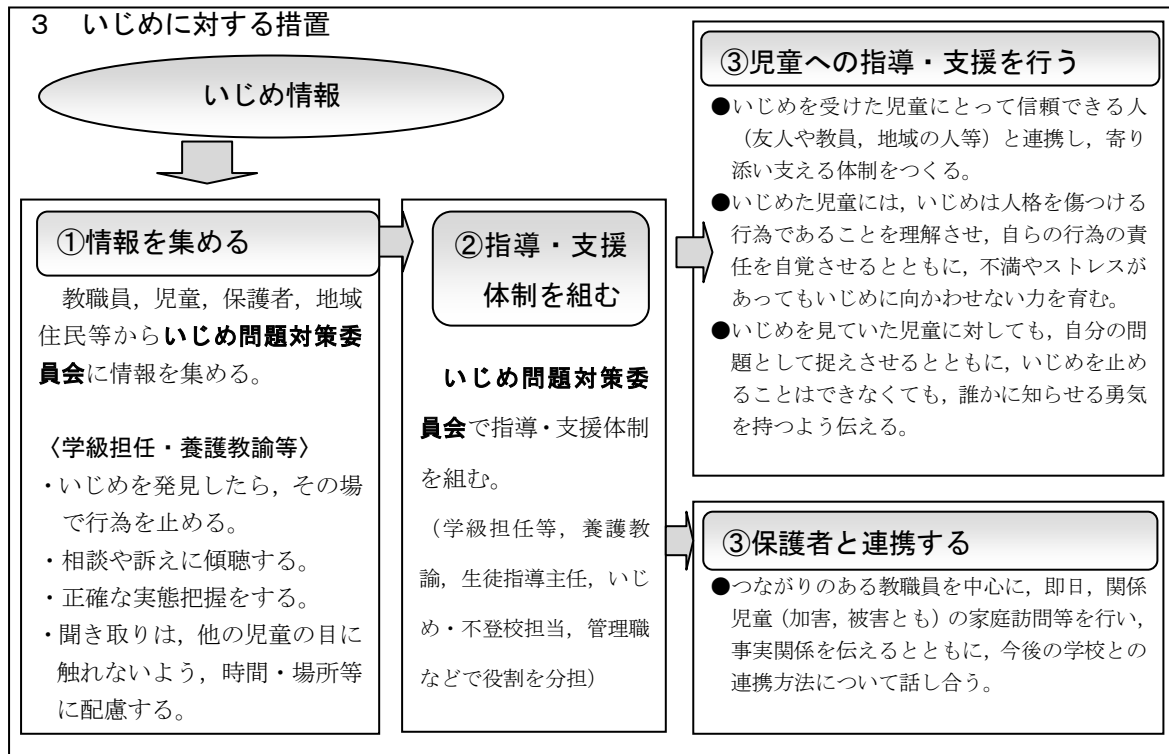 3 いじめに対する措置
いじめ情報
①情報を集める
教職員，児童，保護者，地域
住民等からいじめ問題対策委
員会に情報を集める。
〈学級担任・養護教諭等〉
・いじめを発見したら，その場
で行為を止める。
・相談や訴えに傾聴する。
・正確な実態把握をする。
・聞き取りは，他の児童の目に
触れないよう，時間・場所等
に配慮する。
②指導・支援
体制を組む
いじめ問題対策委
員会で指導・支援体制
を組む。
（学級担任等，養護教
諭，生徒指導主任，いじ
め・不登校担当，管理職
などで役割を分担）
③児童への指導・支援を行う
●いじめを受けた児童にとって信頼できる人
（友人や教員，地域の人等）と連携し，寄り
添い支える体制をつくる。
●いじめた児童には，いじめは人格を傷つける
行為であることを理解させ，自らの行為の責
任を自覚させるとともに，不満やストレスが
あってもいじめに向かわせない力を育む。
●いじめを見ていた児童に対しても，自分の問
題として捉えさせるとともに，いじめを止め
ることはできなくても，誰かに知らせる勇気
を持つよう伝える。
③保護者と連携する
●つながりのある教職員を中心に，即日，関係
児童（加害，被害とも）の家庭訪問等を行い，
事実関係を伝えるとともに，今後の学校との
連携方法について話し合う。